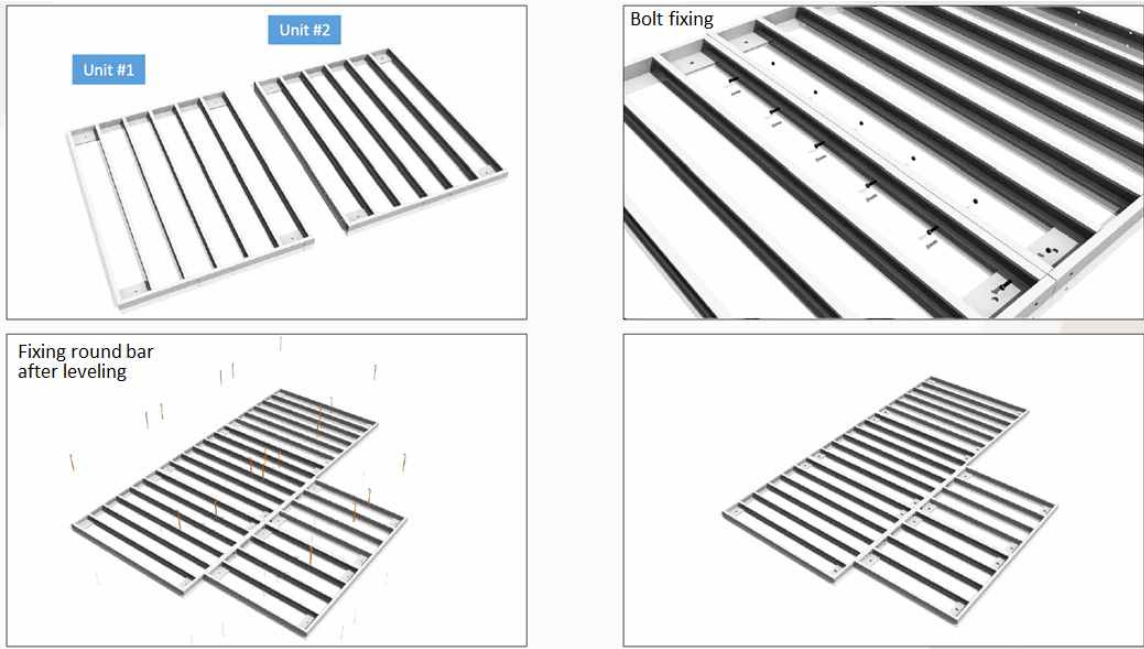 Unit #1
Unit #2
Bolt fixing
Fixing round bar
after leveling